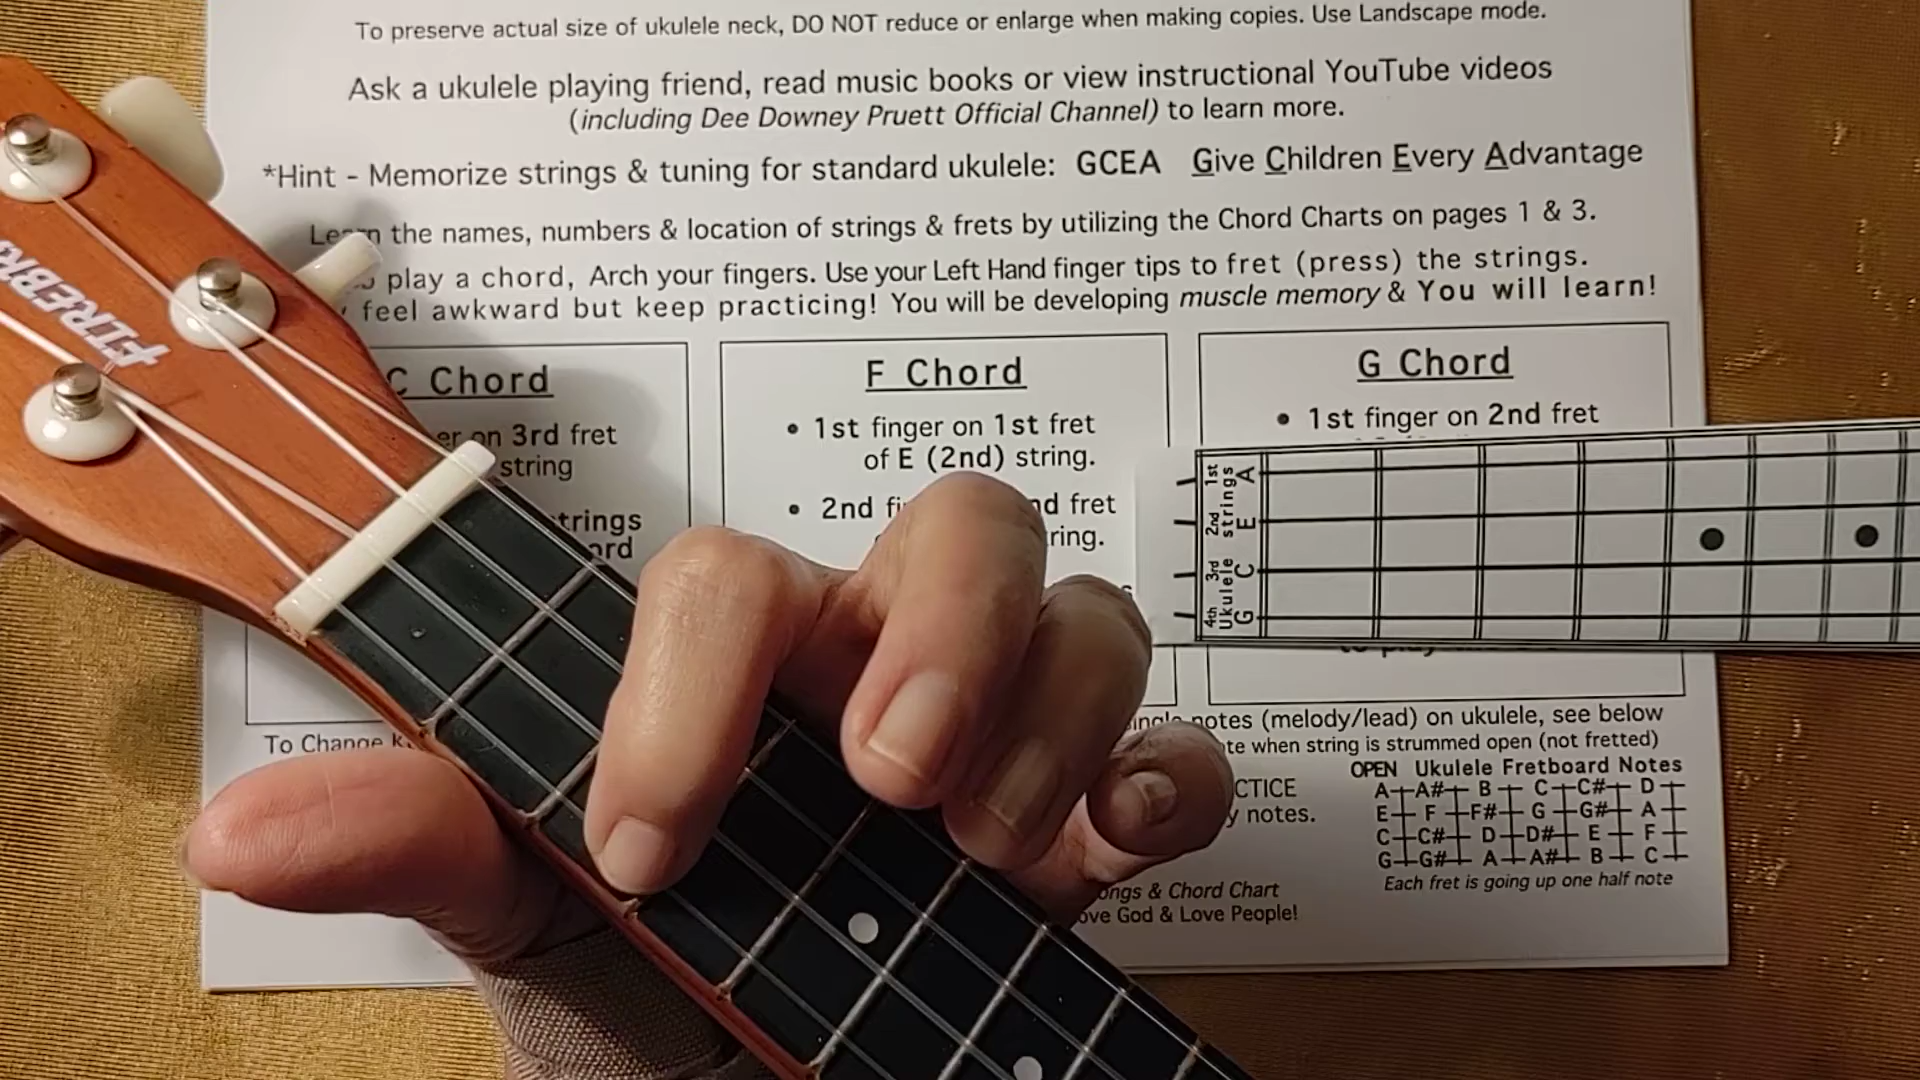 To preserve actual size of ukulele neck, DO NOT reduce or enlarge when making copies. Use Landscape mode.
Ask a ukulele playing friend, read music books or view instructional YouTube videos
(including Dee Downey Pruett Official Channel) to learn more.
*Hint - Memorize strings & tuning for standard ukulele: GCEA Give Children Every Advantage
the names, numbers & location of strings & frets by utilizing the Chord Charts on pages 1 & 3.
play a chord, Arch your fingers. Use your Left Hand finger tips to fret (press) the strings.
feel awkward but keep practicing! You will be developing muscle memory & You will learn!
C Chord
on 3rd fret
string
F Chord
• 1st finger on 1st fret
of E (2nd) string.
• 2nd
G Chord
• 1st finger on 2nd fret
1st
2nd
strings
3rd
4th
Ukulele
A
E
C
G
To Change
notes (melody/lead) on ukulele, see below
when string is strummed open (not fretted)
notes.
OPEN Ukulele Fretboard Notes
A A# B C C# D
E F F# G G# A
C C# D D# E F
G G# A A# B C
Each fret is going up one half note
& Chord Chart
God & Love People!